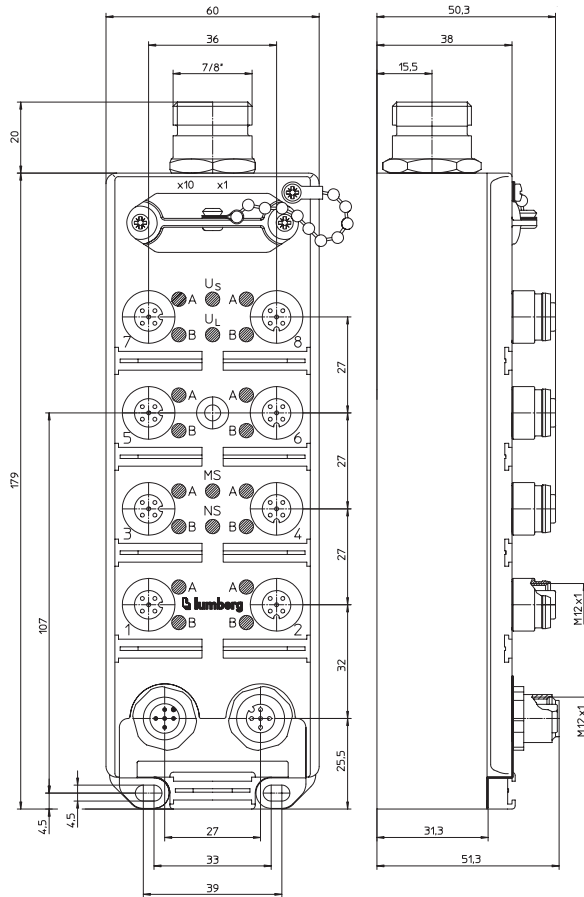 60
50,3
36
38
7/8"
15,5
20
x10 x1
US
A A
UL
B B
7 8
27
A A
B B
5 6
179
27
MS
A A
NS
B B
3 4
27
A A
lumberg
B B
1 2
M12x1
107
32
M12x1
25,5
4,5
4,5
27
31,3
33
51,3
39